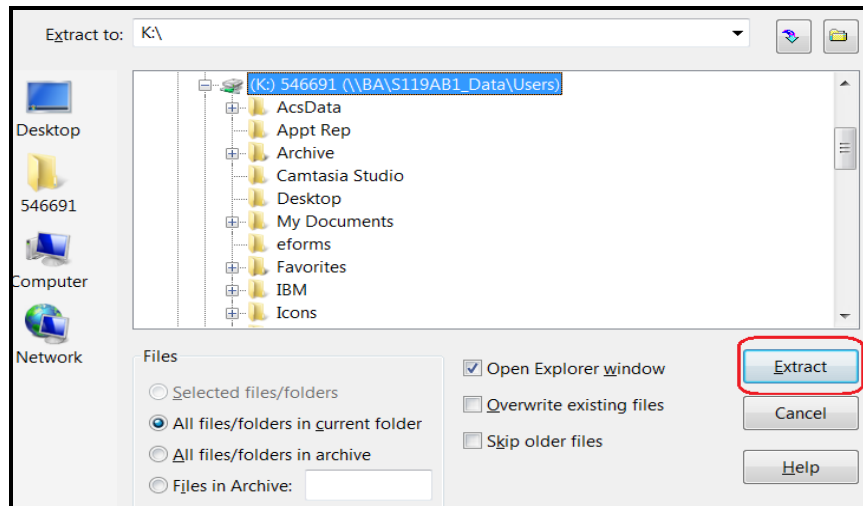 Extract to: K:\
(K:) 546691 (\\BA\S119AB1_Data\Users)
AcsData
Appt Rep
Archive
Camtasia Studio
Desktop
My Documents
eforms
Favorites
IBM
Icons
Desktop
546691
Computer
Network
Files
Selected files/folders
All files/folders in current folder
All files/folders in archive
Files in Archive:
Open Explorer window
Overwrite existing files
Skip older files
Extract
Cancel
Help